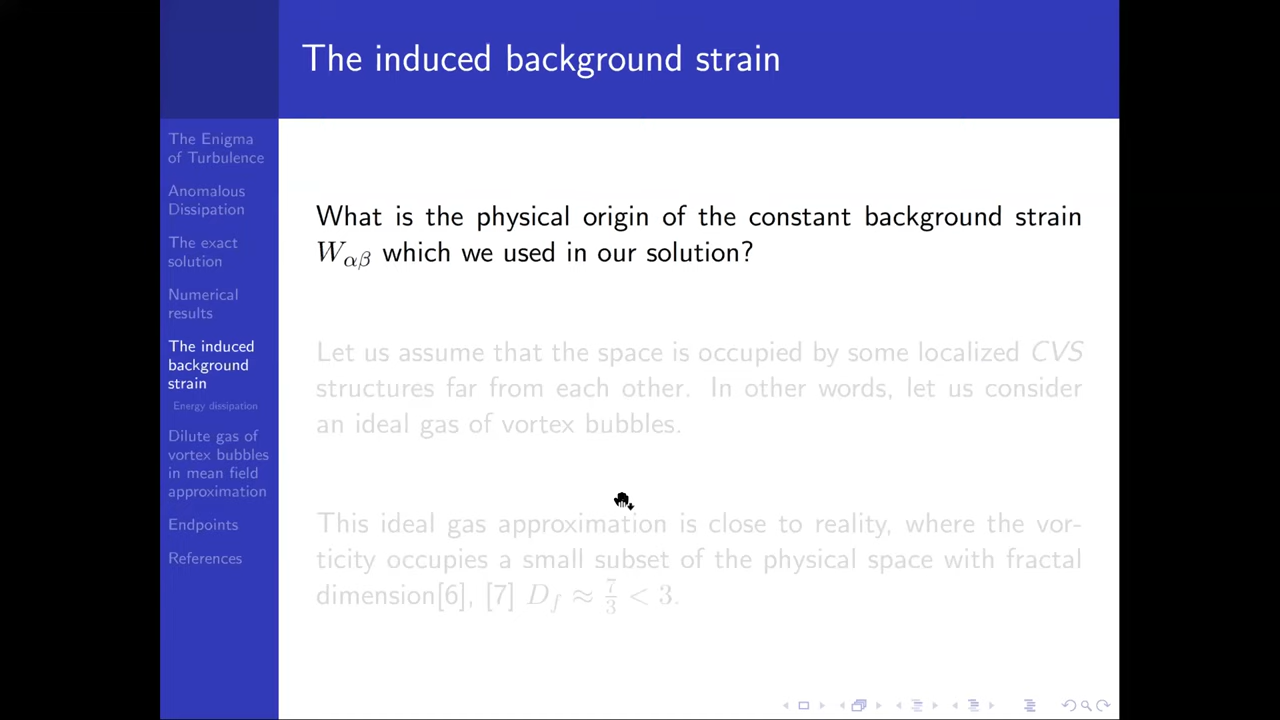 The induced background strain
The Enigma
of Turbulence
Anomalous
Dissipation
The exact
solution
Numerical
results
The induced
background
strain
Energy dissipation
Dilute gas of
vortex bubbles
in mean field
approximation
Endpoints
References
What is the physical origin of the constant background strain
W_{αβ} which we used in our solution?
Let us assume that the space is occupied by some localized CVS
structures far from each other. In other words, let us consider
an ideal gas of vortex bubbles.
This ideal gas approximation is close to reality, where the vor-
ticity occupies a small subset of the physical space with fractal
dimension[6], [7] D_f ≈ 7/3 < 3.